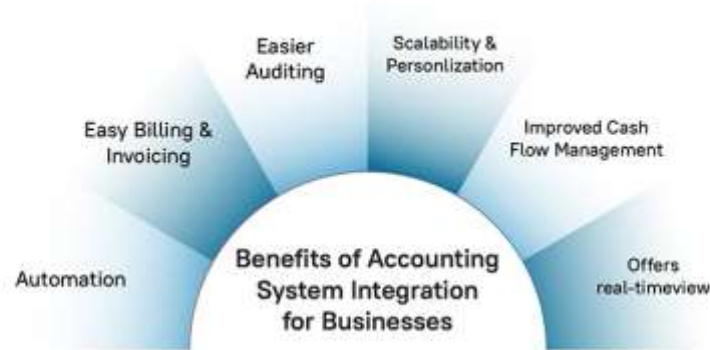 Easier
Auditing
Scalability &
Personlization
Easy Billing &
Invoicing
Improved Cash
Flow Management
Automation
Benefits of Accounting
System Integration
for Businesses
Offers
real-timeview